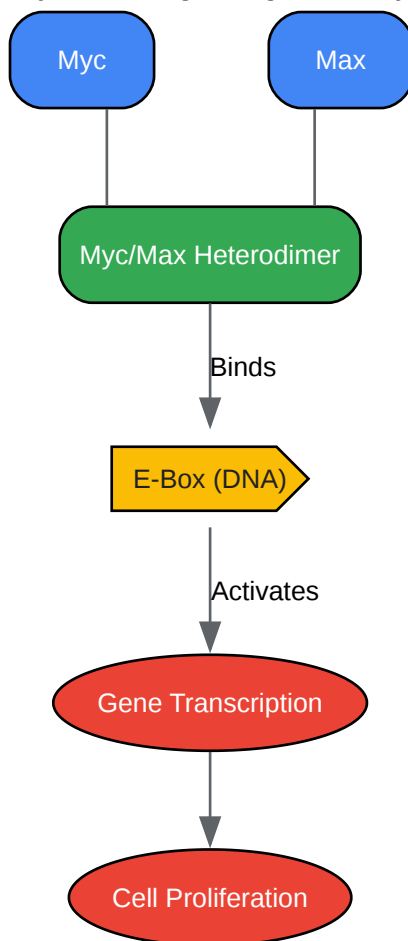 Myc
Max
Myc/Max Heterodimer
Binds
E-Box (DNA)
Activates
Gene Transcription
Cell Proliferation